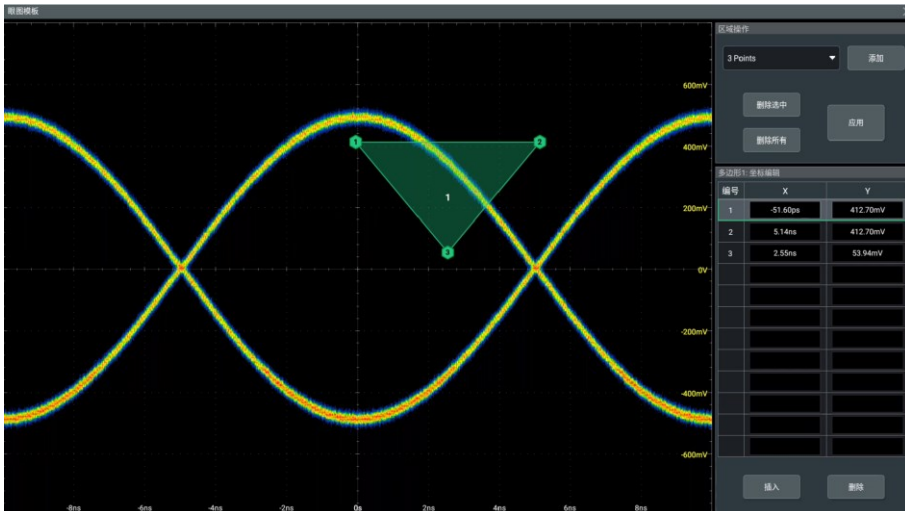 眼图模板
600mV
400mV
200mV
0V
-200mV
-400mV
-600mV
-8ns -6ns -4ns -2ns 0s 2ns 4ns 6ns 8ns
1
2
3
1
区域操作
3 Points
添加
删除选中
应用
删除所有
多边形1: 坐标编辑
编号 X Y
1 -51.60ps 412.70mV
2 5.14ns 412.70mV
3 2.55ns 53.94mV
插入 删除